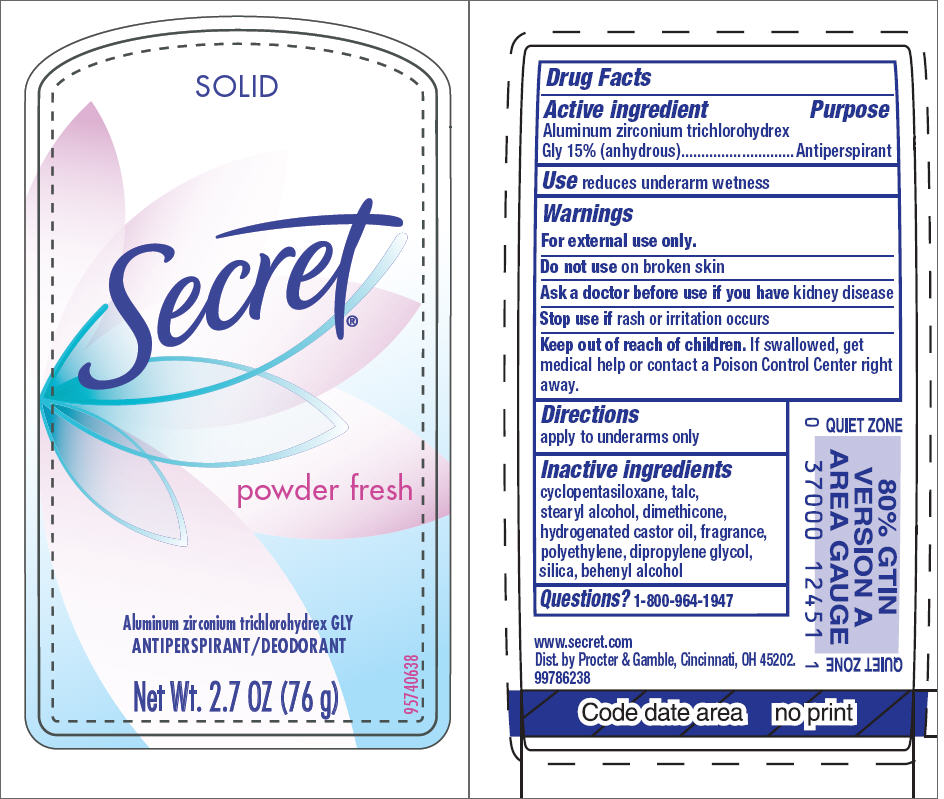 SOLID
Secret®
powder fresh
Aluminum zirconium trichlorohydrex GLY
ANTIPERSPIRANT/DEODORANT
Net Wt. 2.7 OZ (76 g)
95740638
Drug Facts
Active ingredient Purpose
Aluminum zirconium trichlorohydrex
Gly 15% (anhydrous)............................Antiperspirant
Use reduces underarm wetness
Warnings
For external use only.
Do not use on broken skin
Ask a doctor before use if you have kidney disease
Stop use if rash or irritation occurs
Keep out of reach of children. If swallowed, get
medical help or contact a Poison Control Center right
away.
Directions
apply to underarms only
Inactive ingredients
cyclopentasiloxane, talc,
stearyl alcohol, dimethicone,
hydrogenated castor oil, fragrance,
polyethylene, dipropylene glycol,
silica, behenyl alcohol
Questions? 1-800-964-1947
QUIET ZONE
80% GTIN
VERSION A
AREA GAUGE
0 37000 12451 1
QUIET ZONE
www.secret.com
Dist. by Procter & Gamble, Cincinnati, OH 45202.
99786238
Code date area no print